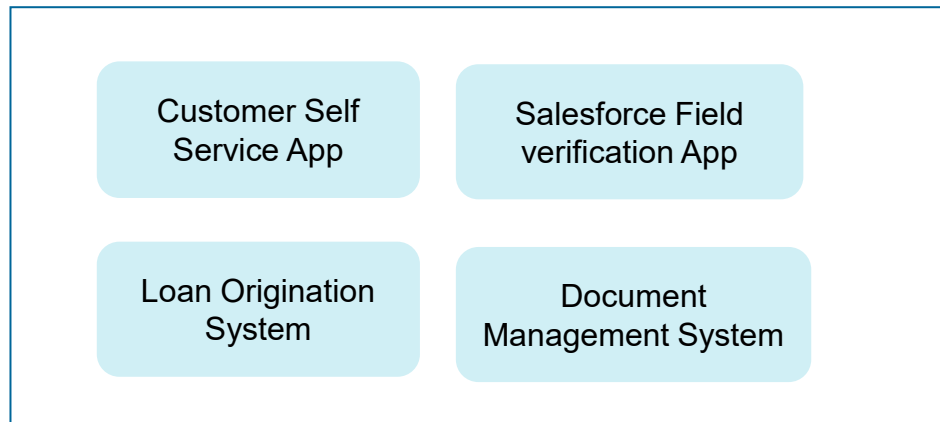 Customer Self
Service App
Salesforce Field
verification App
Loan Origination
System
Document
Management System